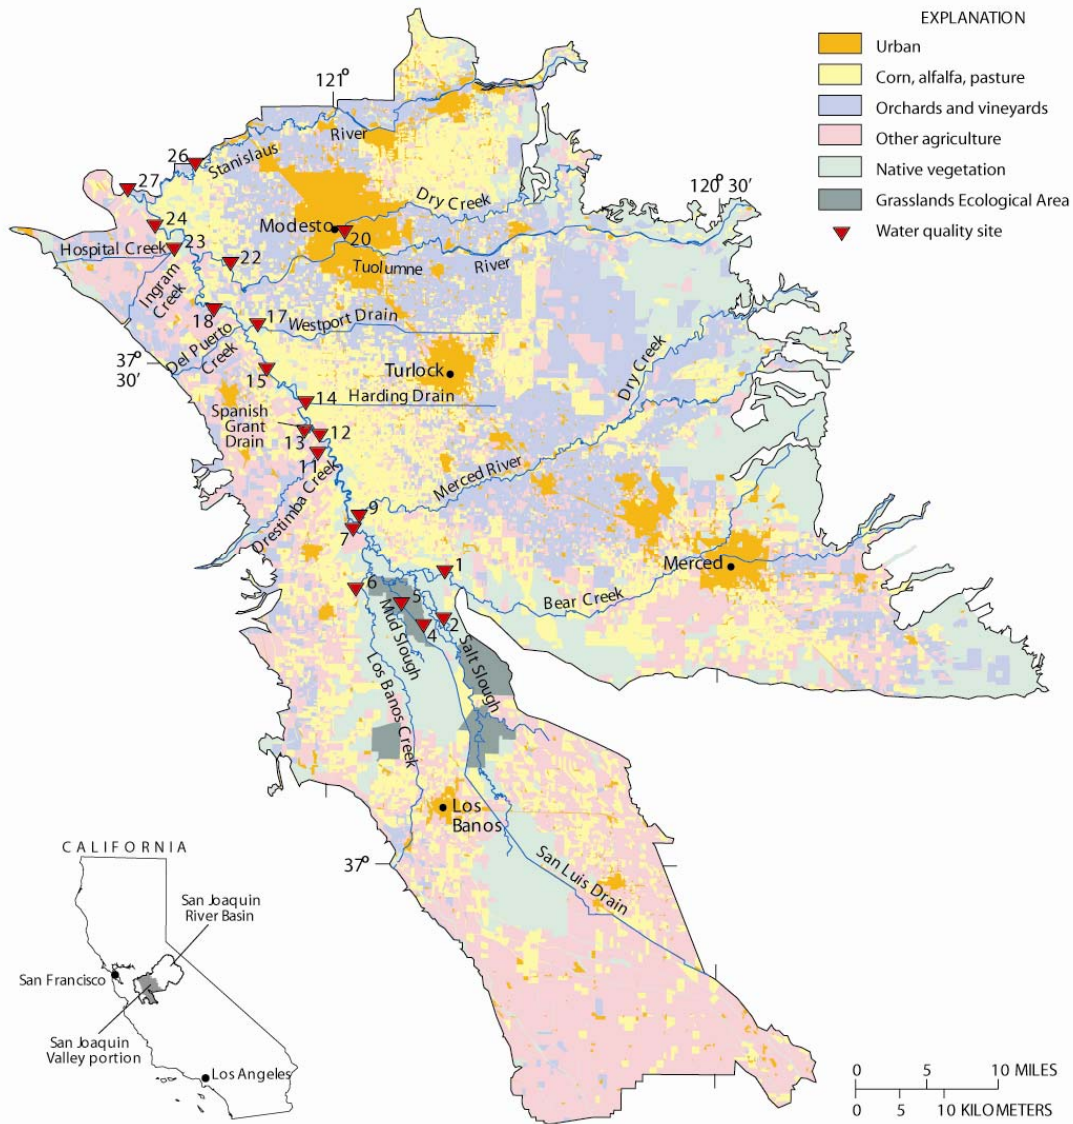 EXPLANATION
Urban
Corn, alfalfa, pasture
Orchards and vineyards
Other agriculture
Native vegetation
Grasslands Ecological Area
Water quality site
121°
120° 30'
River
Stanislaus
26
27
Dry Creek
24
Modesto
20
Hospital Creek
23
22
Tuolumne
River
Ingram
Creek
18
17
Westport Drain
Del Puerto
Creek
37°
30'
15
Turlock
Dry Creek
14
Harding Drain
Spanish
Grant
Drain
13
12
11
Merced River
Orestimba Creek
9
7
1
Merced
6
5
Bear Creek
2
4
Mud Slough
Salt Slough
Los Banos Creek
Los
Banos
37°
San Luis Drain
CALIFORNIA
San Joaquin
River Basin
San Francisco
San Joaquin
Valley portion
Los Angeles
0 5 10 MILES
0 5 10 KILOMETERS